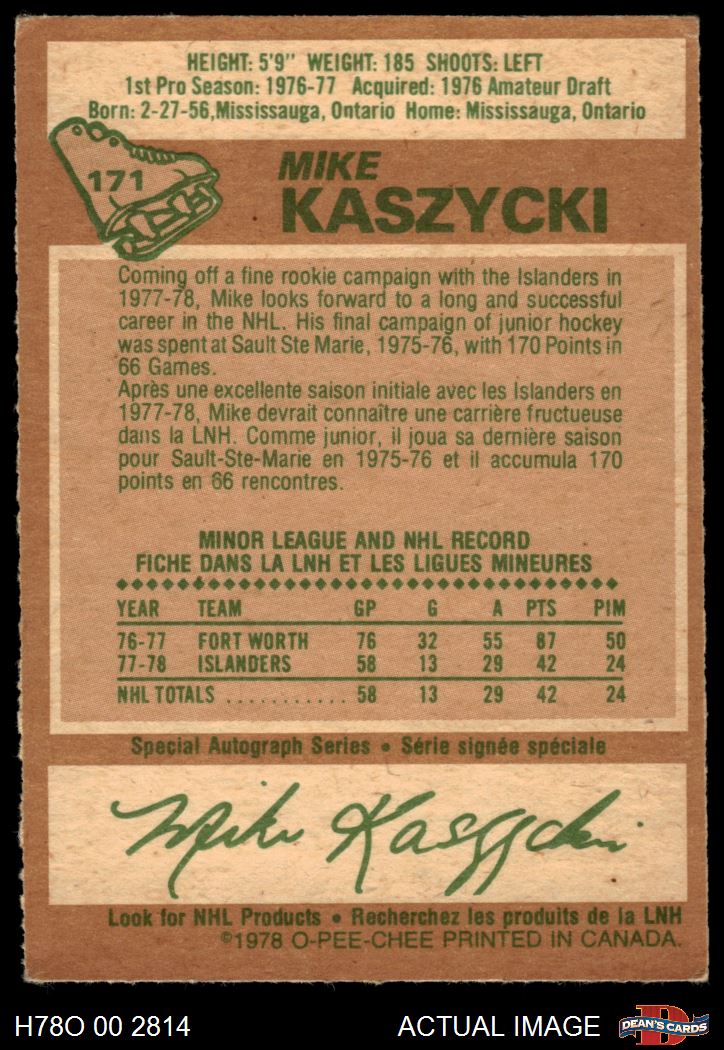 HEIGHT: 5'9" WEIGHT: 185 SHOOTS: LEFT
1st Pro Season: 1976-77 Acquired: 1976 Amateur Draft
Born: 2-27-56, Mississauga, Ontario Home: Mississauga, Ontario
171
MIKE
KASZYCKI
Coming off a fine rookie campaign with the Islanders in
1977-78, Mike looks forward to a long and successful
career in the NHL. His final campaign of junior hockey
was spent at Sault Ste Marie, 1975-76, with 170 Points in
66 Games.
Après une excellente saison initiale avec les Islanders en
1977-78, Mike devrait connaître une carrière fructueuse
dans la LNH. Comme junior, il joua sa dernière saison
pour Sault-Ste-Marie en 1975-76 et il accumula 170
points en 66 rencontres.
MINOR LEAGUE AND NHL RECORD
FICHE DANS LA LNH ET LES LIGUES MINEURES
YEAR TEAM GP G A PTS PIM
76-77 FORT WORTH 76 32 55 87 50
77-78 ISLANDERS 58 13 29 42 24
NHL TOTALS ........... 58 13 29 42 24
Special Autograph Series • Série signée spéciale
Mike Kaszycki
Look for NHL Products • Recherchez les produits de la LNH
©1978 O-PEE-CHEE PRINTED IN CANADA.
H78O 00 2814 ACTUAL IMAGE D DEAN'S CARDS